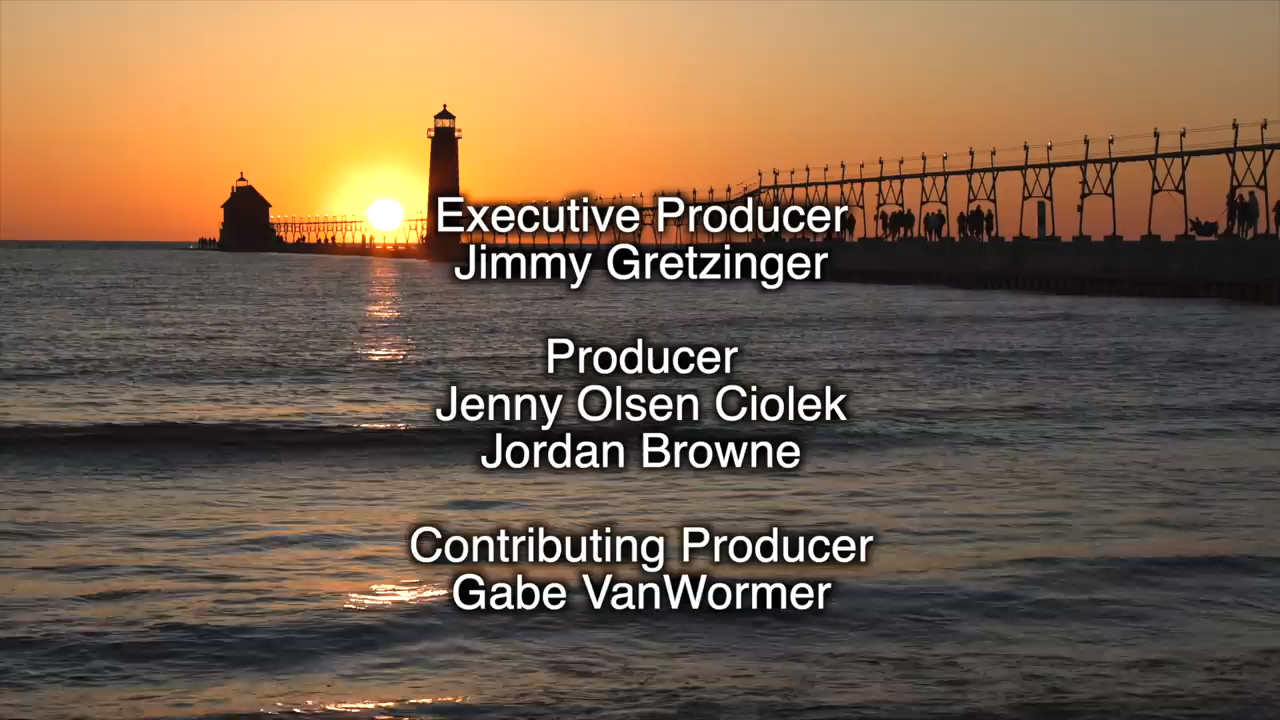 Executive Producer
Jimmy Gretzinger
Producer
Jenny Olsen Ciolek
Jordan Browne
Contributing Producer
Gabe VanWormer